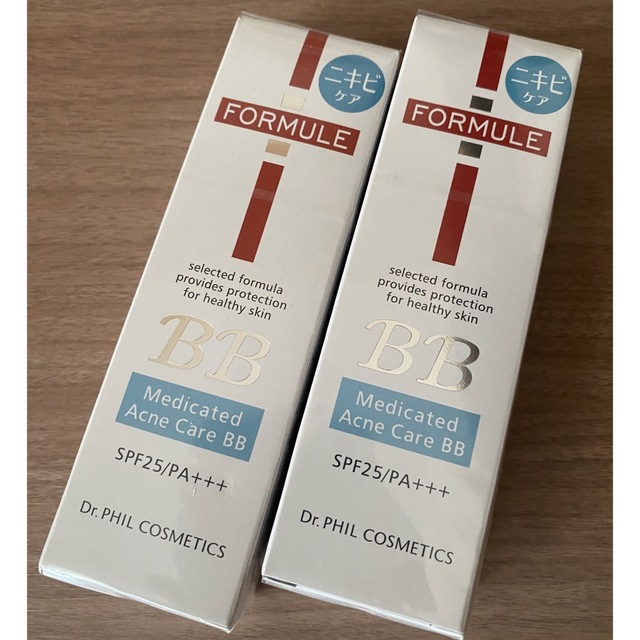 ニキビ
ケア
FORMULE
selected formula
provides protection
for healthy skin
BB
Medicated
Acne Care BB
SPF25/PA+++
Dr.PHIL COSMETICS
ニキビ
ケア
FORMULE
selected formula
provides protection
for healthy skin
BB
Medicated
Acne Care BB
SPF25/PA+++
Dr.PHIL COSMETICS